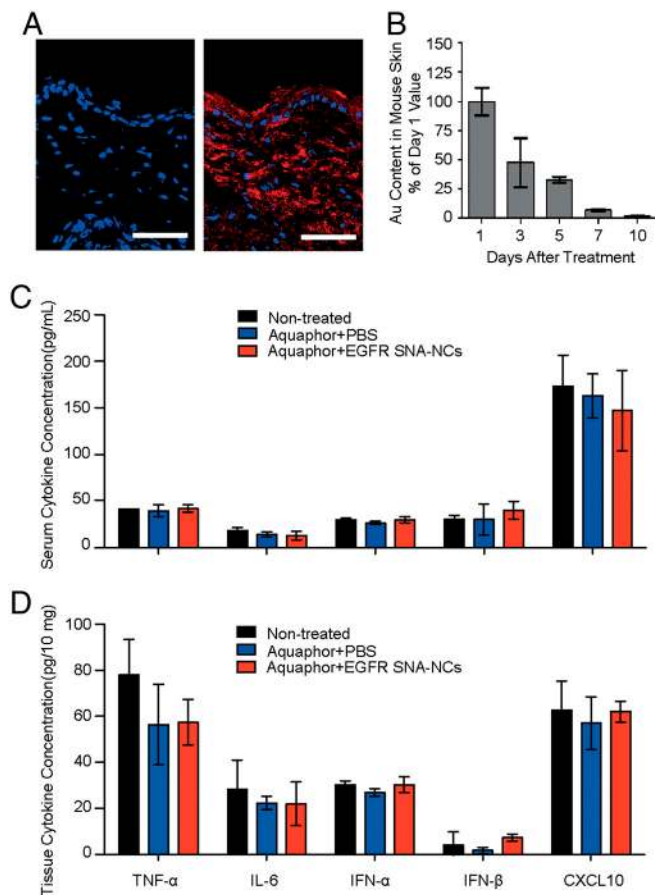 A
B
Au Content in Mouse Skin
% of Day 1 Value
150
100
75
50
25
0
1 3 5 7 10
Days After Treatment
C
Serum Cytokine Concentration(pg/mL)
250
200
150
100
50
0
Non-treated
Aquaphor+PBS
Aquaphor+EGFR SNA-NCs
D
Tissue Cytokine Concentration(pg/10 mg)
100
80
60
40
20
0
Non-treated
Aquaphor+PBS
Aquaphor+EGFR SNA-NCs
TNF-α IL-6 IFN-α IFN-β CXCL10